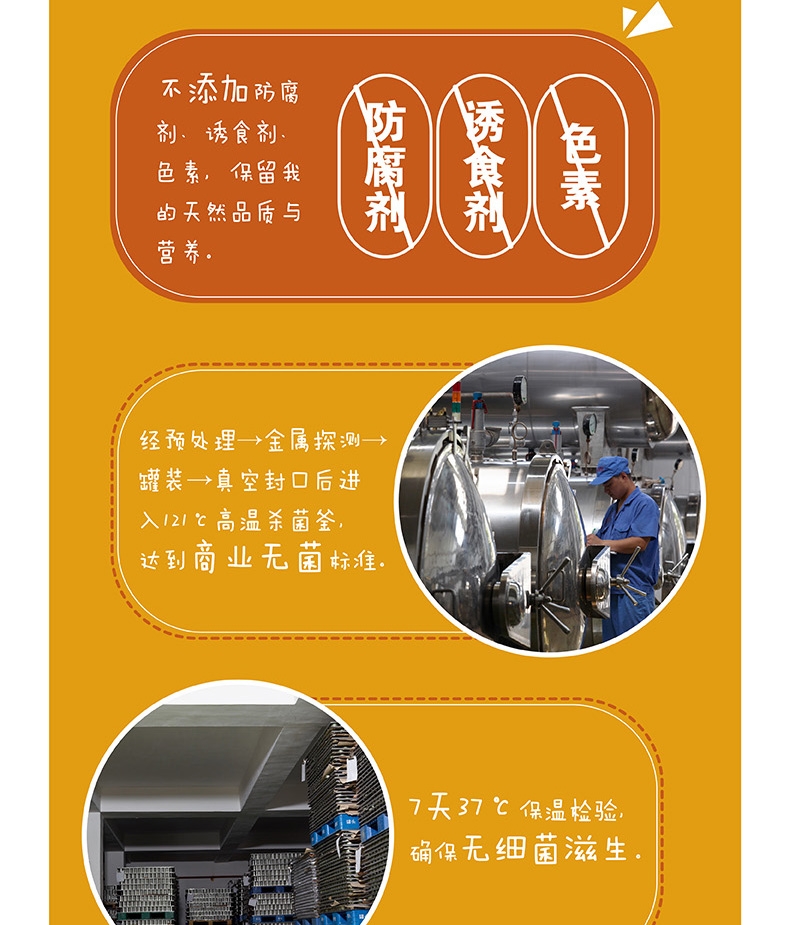 不添加防腐
剂、诱食剂、
色素，保留我
的天然品质与
营养。
防腐剂
诱食剂
色素
经预处理→金属探测→
罐装→真空封口后进
入121℃高温杀菌釜，
达到商业无菌标准。
7天37℃保温检验，
确保无细菌滋生。